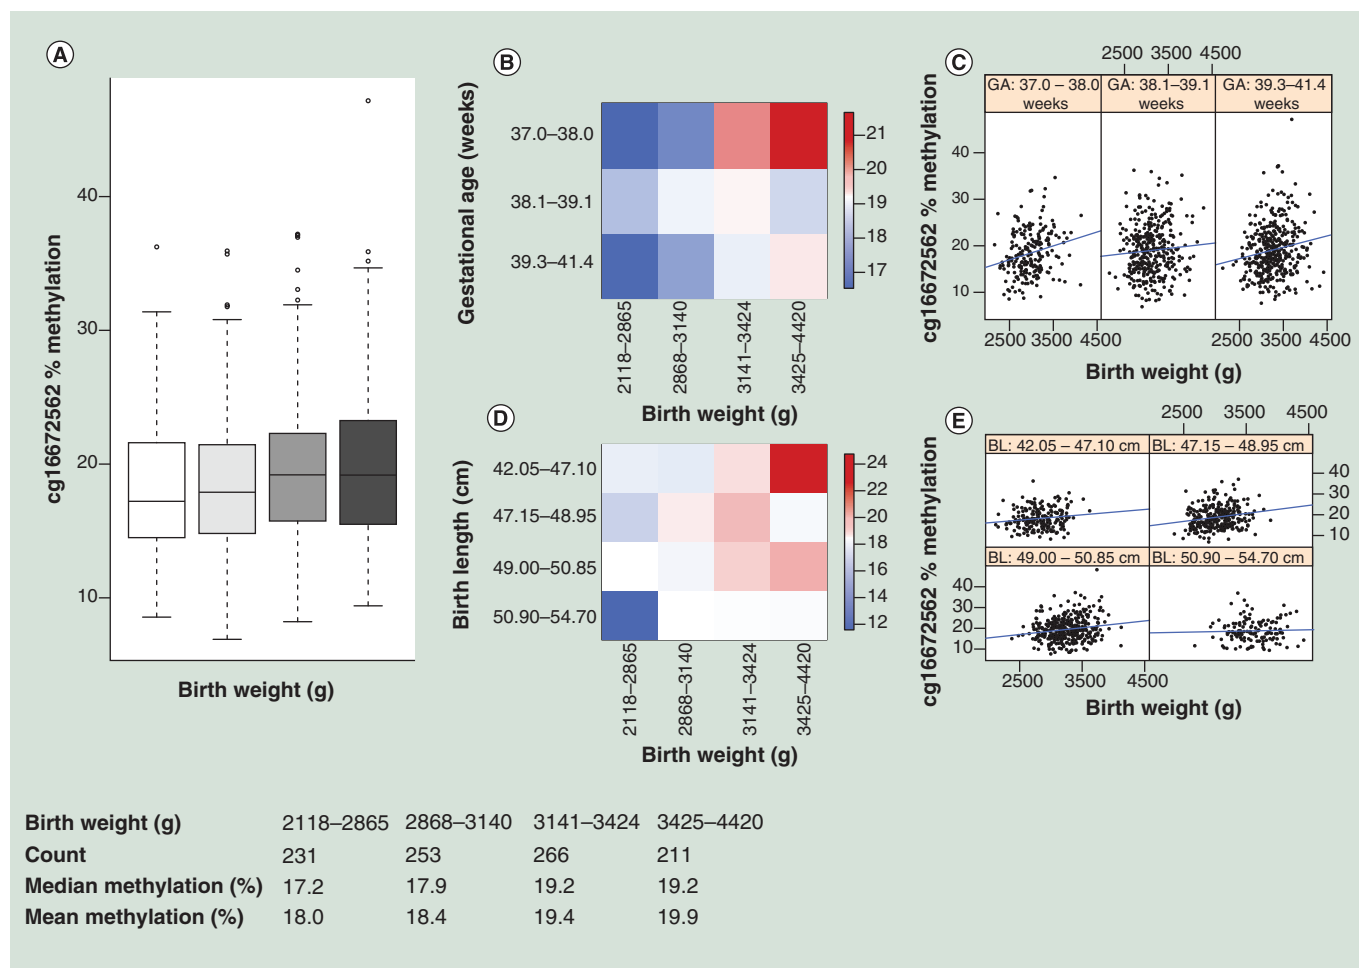 A
cg16672562 % methylation
40
30
20
10
Birth weight (g)
B
Gestational age (weeks)
37.0–38.0
38.1–39.1
39.3–41.4
2118–2865
2868–3140
3141–3424
3425–4420
Birth weight (g)
21
20
19
18
17
C
2500 3500 4500
GA: 37.0 – 38.0
weeks
GA: 38.1–39.1
weeks
GA: 39.3–41.4
weeks
cg16672562 % methylation
40
30
20
10
2500 3500 4500
2500 3500 4500
Birth weight (g)
D
Birth length (cm)
42.05–47.10
47.15–48.95
49.00–50.85
50.90–54.70
2118–2865
2868–3140
3141–3424
3425–4420
Birth weight (g)
24
22
20
18
16
14
12
E
2500 3500 4500
BL: 42.05 – 47.10 cm
BL: 47.15 – 48.95 cm
40
30
20
10
BL: 49.00 – 50.85 cm
BL: 50.90 – 54.70 cm
cg16672562 % methylation
40
30
20
10
2500 3500 4500
Birth weight (g)
Birth weight (g) 2118–2865 2868–3140 3141–3424 3425–4420
Count 231 253 266 211
Median methylation (%) 17.2 17.9 19.2 19.2
Mean methylation (%) 18.0 18.4 19.4 19.9